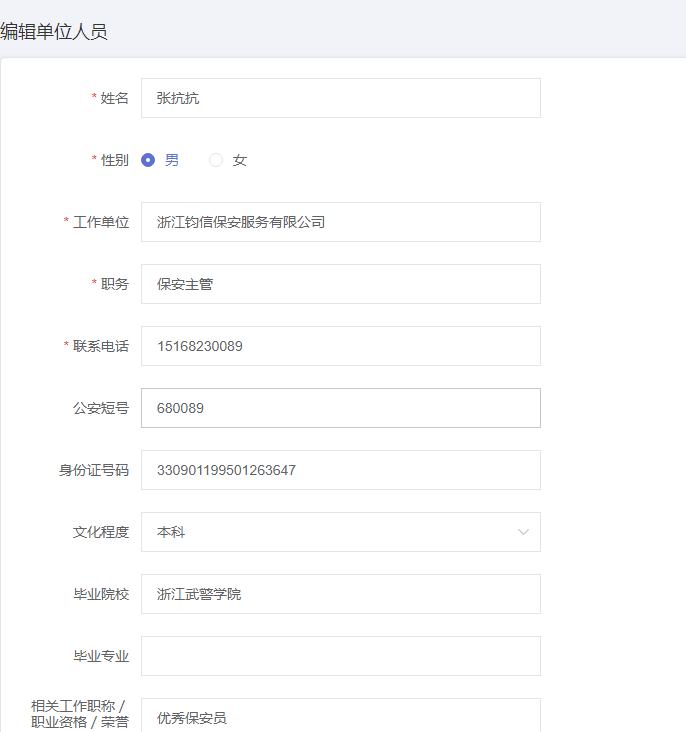 编辑单位人员
* 姓名 张抗抗
* 性别 男 女
* 工作单位 浙江钧信保安服务有限公司
* 职务 保安主管
* 联系电话 15168230089
公安短号 680089
身份证号码 330901199501263647
文化程度 本科
毕业院校 浙江武警学院
毕业专业
相关工作职称 /
职业资格 / 荣誉 优秀保安员